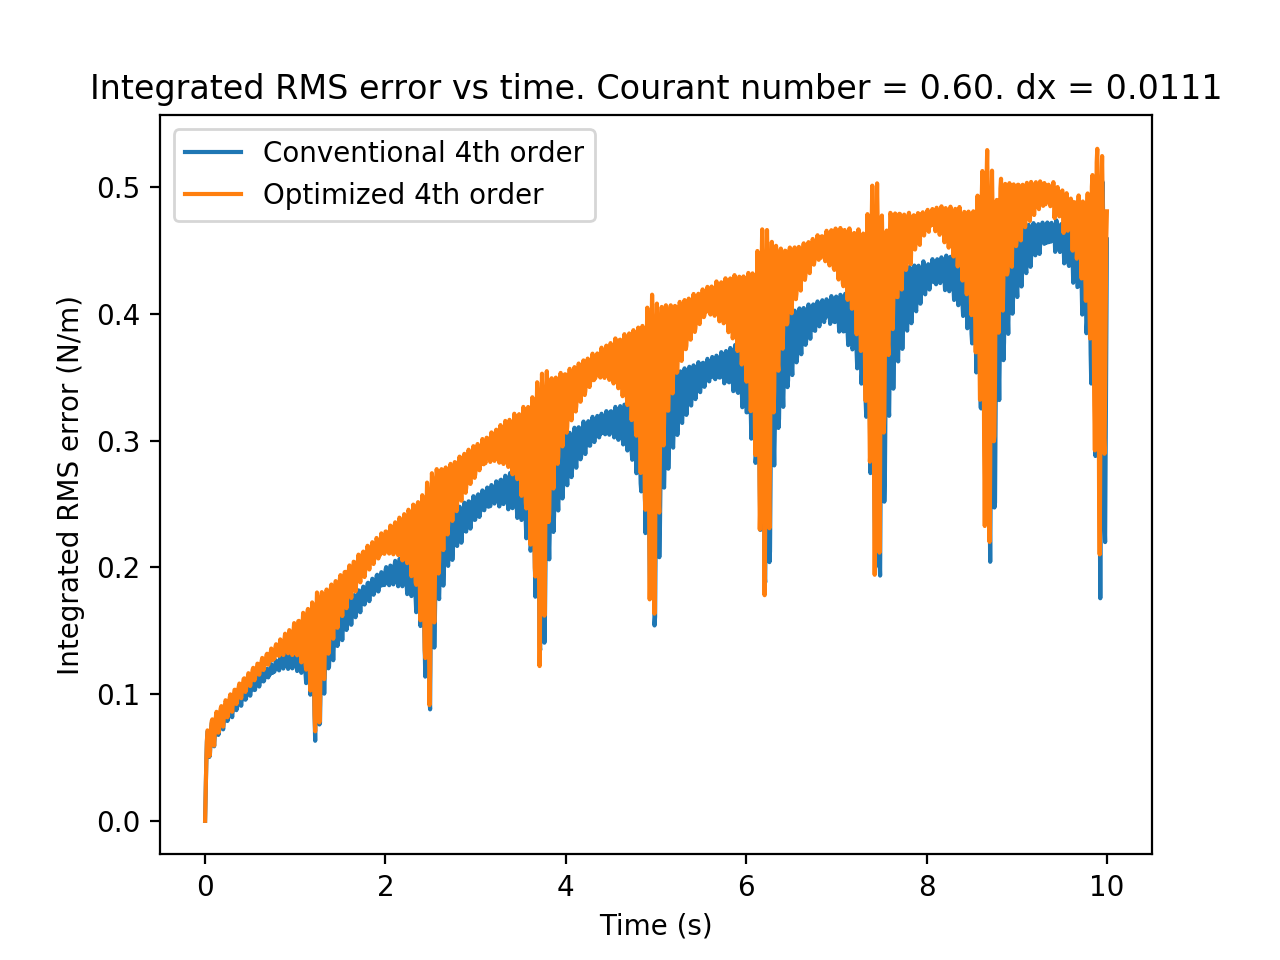 Integrated RMS error vs time. Courant number = 0.60. dx = 0.0111
Conventional 4th order
Optimized 4th order
Integrated RMS error (N/m)
0.5
0.4
0.3
0.2
0.1
0.0
0 2 4 6 8 10
Time (s)